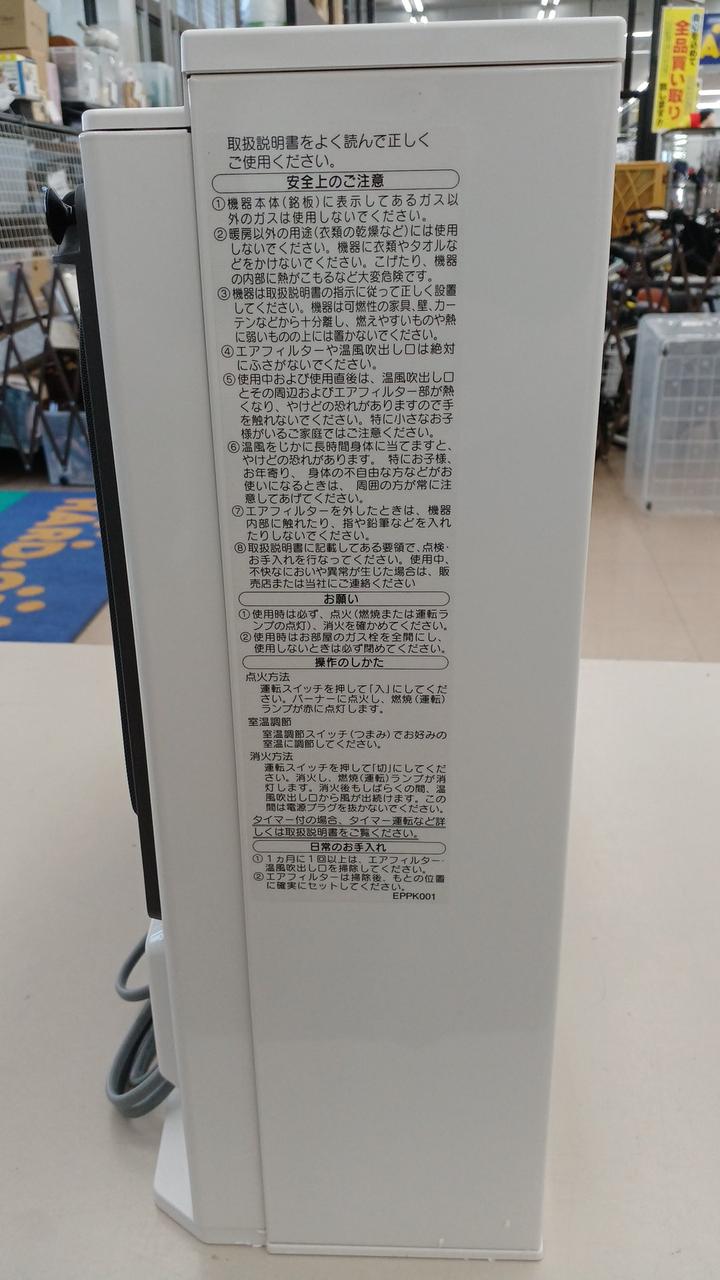 取扱説明書をよく読んで正しく
ご使用ください。
安全上のご注意
①機器本体(銘板)に表示してあるガス以
外のガスは使用しないでください。
②暖房以外の用途(衣類の乾燥など)には使用
しないでください。機器に衣類やタオルな
どをかけないでください。こげたり、機器
の内部に熱がこもるなど大変危険です。
③機器は取扱説明書の指示に従って正しく設置
してください。機器は可燃性の家具、壁、カー
テンなどから十分離し、燃えやすいものや熱
に弱いものの上には置かないでください。
④エアフィルターや温風吹出し口は絶対
にふさがないでください。
⑤使用中および使用直後は、温風吹出し口
とその周辺およびエアフィルター部が熱
くなり、やけどの恐れがありますので手
を触れないでください。特に小さなお子
様がいるご家庭ではご注意ください。
⑥温風をじかに長時間身体に当てますと、
やけどの恐れがあります。特にお子様、
お年寄り、身体の不自由な方などがお
使いになるときは、周囲の方が常に注
意してあげてください。
⑦エアフィルターを外したときは、機器
内部に触れたり、指や鉛筆などを入れ
たりしないでください。
⑧取扱説明書に記載してある要領で、点検・
お手入れを行なってください。使用中、
不快なにおいや異常が生じた場合は、販
売店または当社にご連絡ください
お願い
①使用時は必ず、点火(燃焼または運転ラ
ンプの点灯)、消火を確かめてください。
②使用時はお部屋のガス栓を全開にし、
使用しないときは必ず閉めてください。
操作のしかた
点火方法
運転スイッチを押して「入」にしてくだ
さい。バーナーに点火し、燃焼(運転)
ランプが赤に点灯します。
室温調節
室温調節スイッチ(つまみ)でお好みの
室温に調節してください。
消火方法
運転スイッチを押して「切」にしてくだ
さい。消火し、燃焼(運転)ランプが消
灯します。消火後もしばらくの間、温
風吹出し口から風が出続けます。この
間は電源プラグを抜かないでください。
タイマー付の場合、タイマー運転など詳
しくは取扱説明書をご覧ください。
日常のお手入れ
①1ヵ月に1回以上は、エアフィルター・
温風吹出し口を掃除してください。
②エアフィルターは掃除後、もとの位置
に確実にセットしてください。
EPPK001
全品買い取り
HARD・O